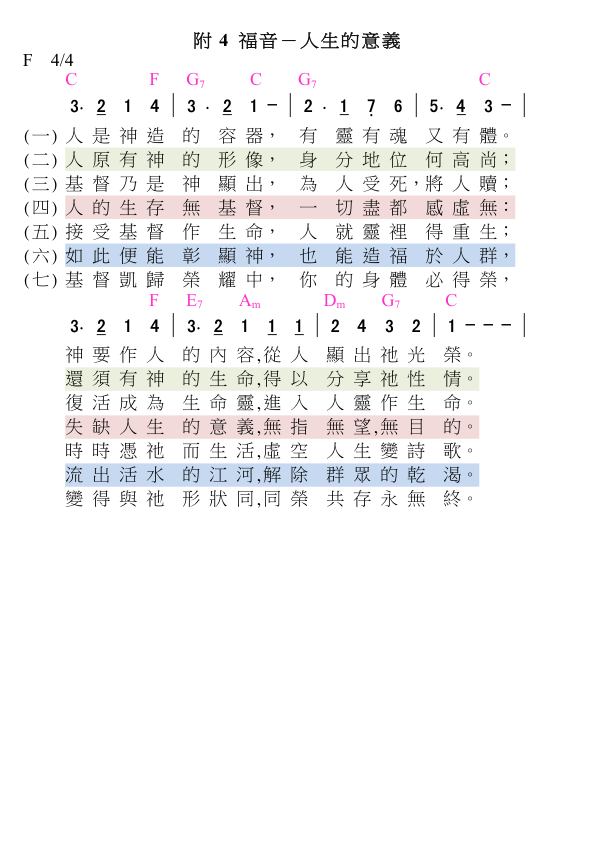 附 4 福音－人生的意義
F 4/4
C F G7 C G7 C
3· 2 1 4 | 3 · 2 1 − | 2 · 1 7 6 | 5· 4 3 − |
(一) 人是神造的容器，有靈有魂又有體。
(二) 人原有神的形像，身分地位何高尚；
(三) 基督乃是神顯出，為人受死，將人贖；
(四) 人的生存無基督，一切盡都感虛無：
(五) 接受基督作生命，人就靈裡得重生；
(六) 如此便能彰顯神，也能造福於人群，
(七) 基督凱歸榮耀中，你的身體必得榮，
F E7 Am Dm G7 C
3· 2 1 4 | 3· 2 1 1 1 | 2 4 3 2 | 1 − − − |
神要作人的內容,從人顯出祂光榮。
還須有神的生命,得以分享祂性情。
復活成為生命靈,進入人靈作生命。
失缺人生的意義,無指無望,無目的。
時時憑祂而生活,虛空人生變詩歌。
流出活水的江河,解除群眾的乾渴。
變得與祂形狀同,同榮共存永無終。